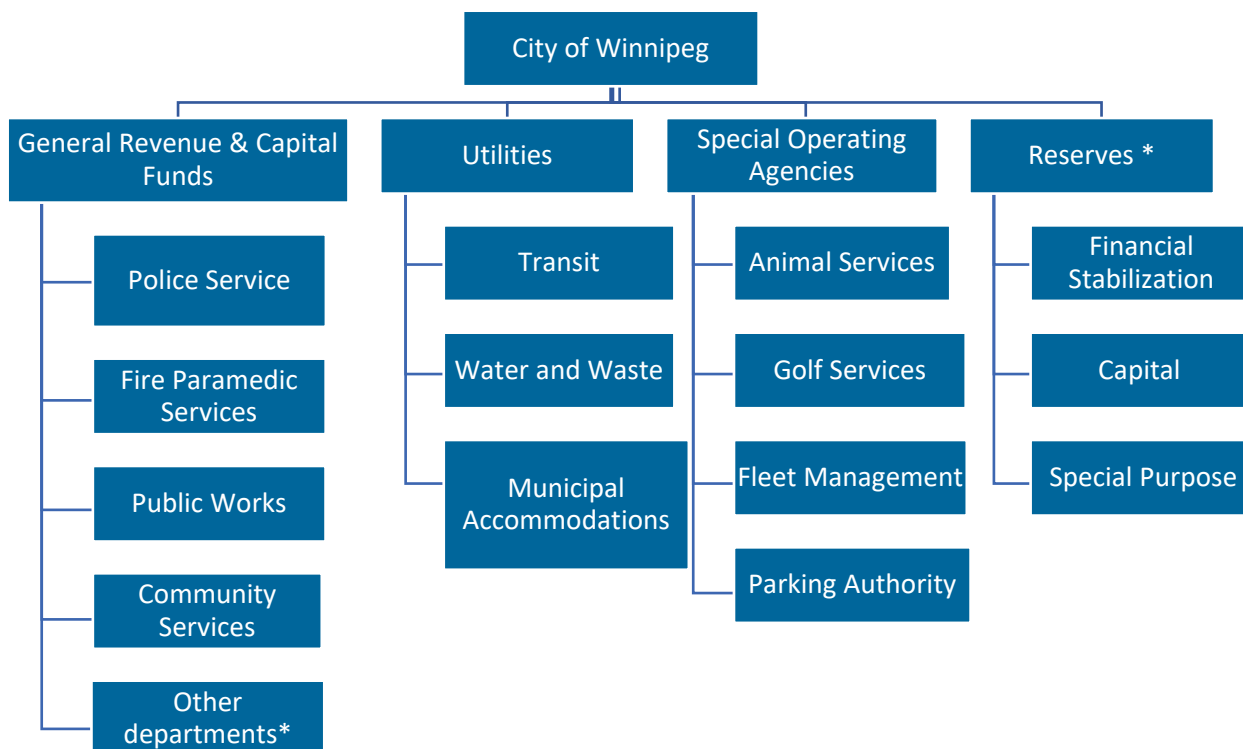 City of Winnipeg
General Revenue & Capital
Funds
Police Service
Fire Paramedic
Services
Public Works
Community
Services
Other
departments*
Utilities
Transit
Water and Waste
Municipal
Accommodations
Special Operating
Agencies
Animal Services
Golf Services
Fleet Management
Parking Authority
Reserves *
Financial
Stabilization
Capital
Special Purpose